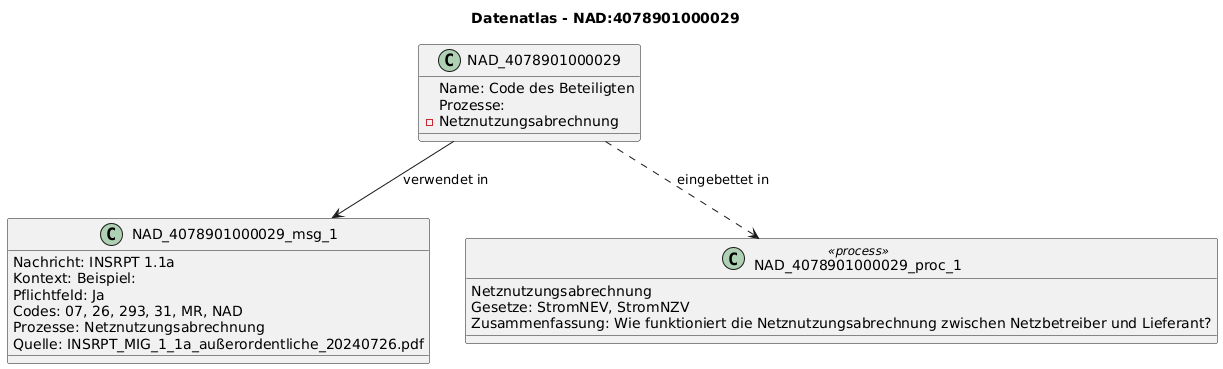 Datenatlas - NAD:4078901000029
C NAD_4078901000029
Name: Code des Beteiligten
Prozesse:
Netznutzungsabrechnung
verwendet in
eingebettet in
C NAD_4078901000029_msg_1
Nachricht: INSRPT 1.1a
Kontext: Beispiel:
Pflichtfeld: Ja
Codes: 07, 26, 293, 31, MR, NAD
Prozesse: Netznutzungsabrechnung
Quelle: INSRPT_MIG_1_1a_außerordentliche_20240726.pdf
«process»
C NAD_4078901000029_proc_1
Netznutzungsabrechnung
Gesetze: StromNEV, StromNZV
Zusammenfassung: Wie funktioniert die Netznutzungsabrechnung zwischen Netzbetreiber und Lieferant?